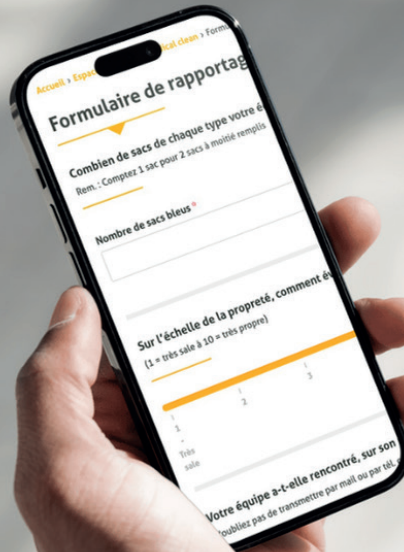 Accueil > Espa ical clean > Form
Formulaire de rapportag
Combien de sacs de chaque type votre é
Rem. : Comptez 1 sac pour 2 sacs à moitié remplis
Nombre de sacs bleus *
Sur l'échelle de la propreté, comment év
(1 = très sale à 10 = très propre)
1
2
3
-
Très
sale
Votre équipe a-t-elle rencontré, sur son
oubliez pas de transmettre par mail ou par tél,